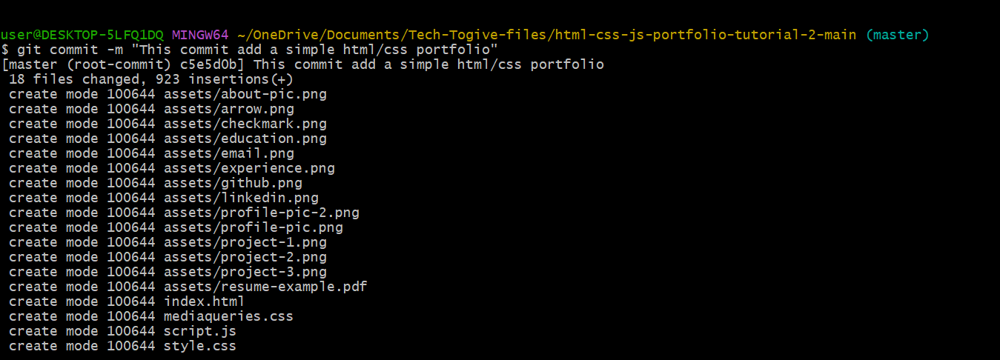 user@DESKTOP-5LFQ1DQ MINGW64 ~/OneDrive/Documents/Tech-Togive-files/html-css-js-portfolio-tutorial-2-main (master)
$ git commit -m "This commit add a simple html/css portfolio"
[master (root-commit) c5e5d0b] This commit add a simple html/css portfolio
 18 files changed, 923 insertions(+)
 create mode 100644 assets/about-pic.png
 create mode 100644 assets/arrow.png
 create mode 100644 assets/checkmark.png
 create mode 100644 assets/education.png
 create mode 100644 assets/email.png
 create mode 100644 assets/experience.png
 create mode 100644 assets/github.png
 create mode 100644 assets/linkedin.png
 create mode 100644 assets/profile-pic-2.png
 create mode 100644 assets/profile-pic.png
 create mode 100644 assets/project-1.png
 create mode 100644 assets/project-2.png
 create mode 100644 assets/project-3.png
 create mode 100644 assets/resume-example.pdf
 create mode 100644 index.html
 create mode 100644 mediaqueries.css
 create mode 100644 script.js
 create mode 100644 style.css